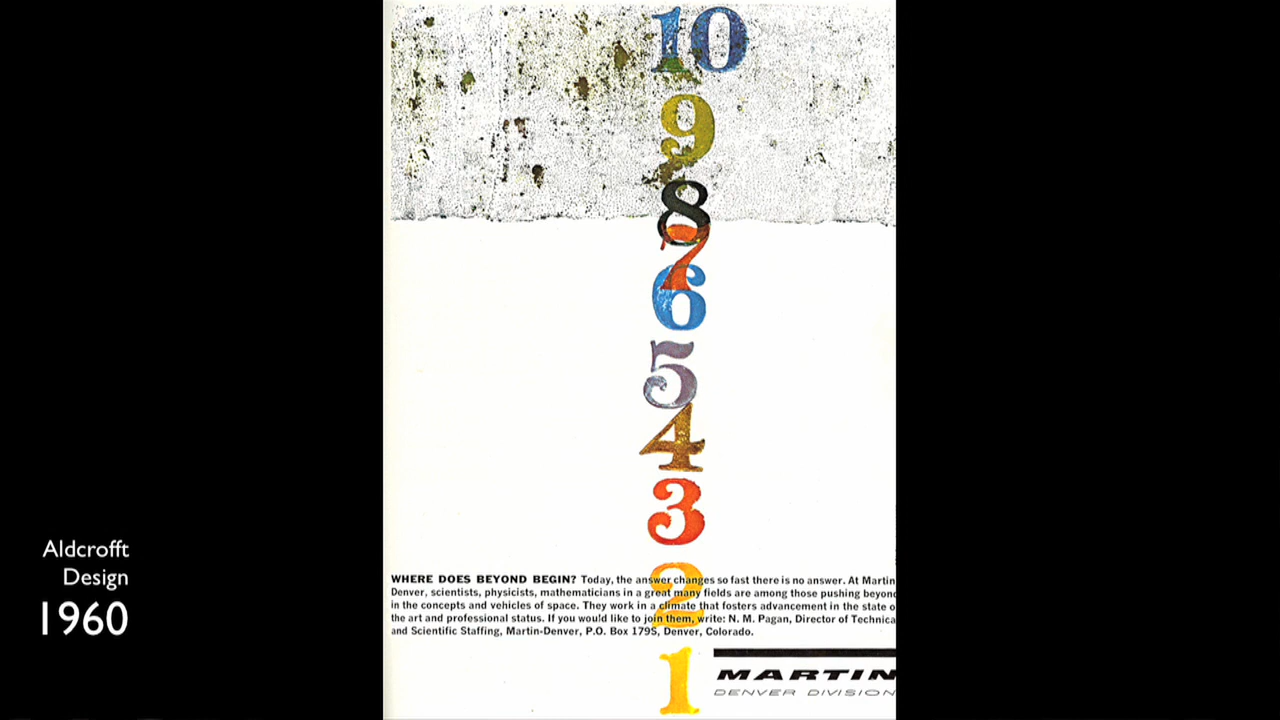 10
9
8
7
6
5
4
3
2
1
WHERE DOES BEYOND BEGIN? Today, the answer changes so fast there is no answer. At Martin
Denver, scientists, physicists, mathematicians in a great many fields are among those pushing beyond
in the concepts and vehicles of space. They work in a climate that fosters advancement in the state o
the art and professional status. If you would like to join them, write: N. M. Pagan, Director of Technica
and Scientific Staffing, Martin-Denver, P.O. Box 179S, Denver, Colorado.
MARTIN
DENVER DIVISION
Aldcrofft
Design
1960